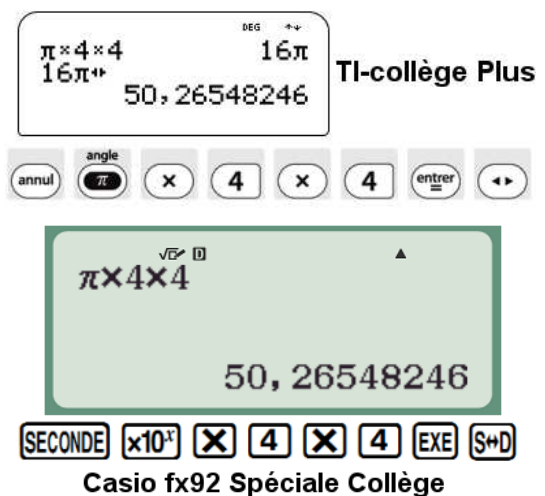 DEG
π×4×4 16π
16π◂▸
50,26548246
TI-collège Plus
angle
annul π × 4 × 4 entrer = ◂▸
√□ D ▲
π×4×4
50,26548246
SECONDE ×10ˣ × 4 × 4 EXE S↔D
Casio fx92 Spéciale Collège